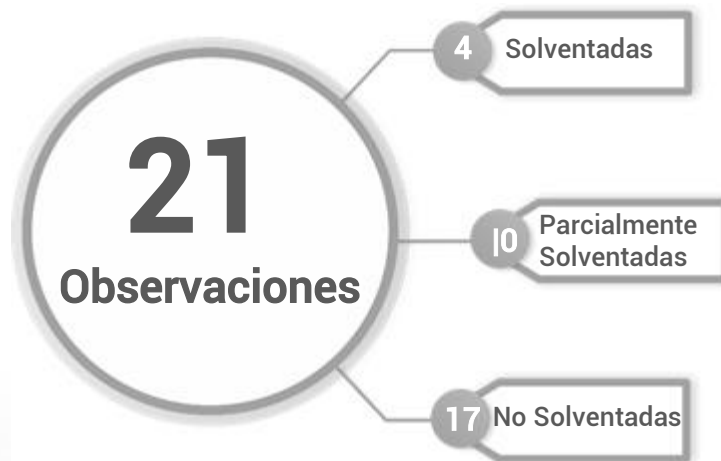 21
Observaciones
4
Solventadas
|0
Parcialmente
Solventadas
17
No Solventadas